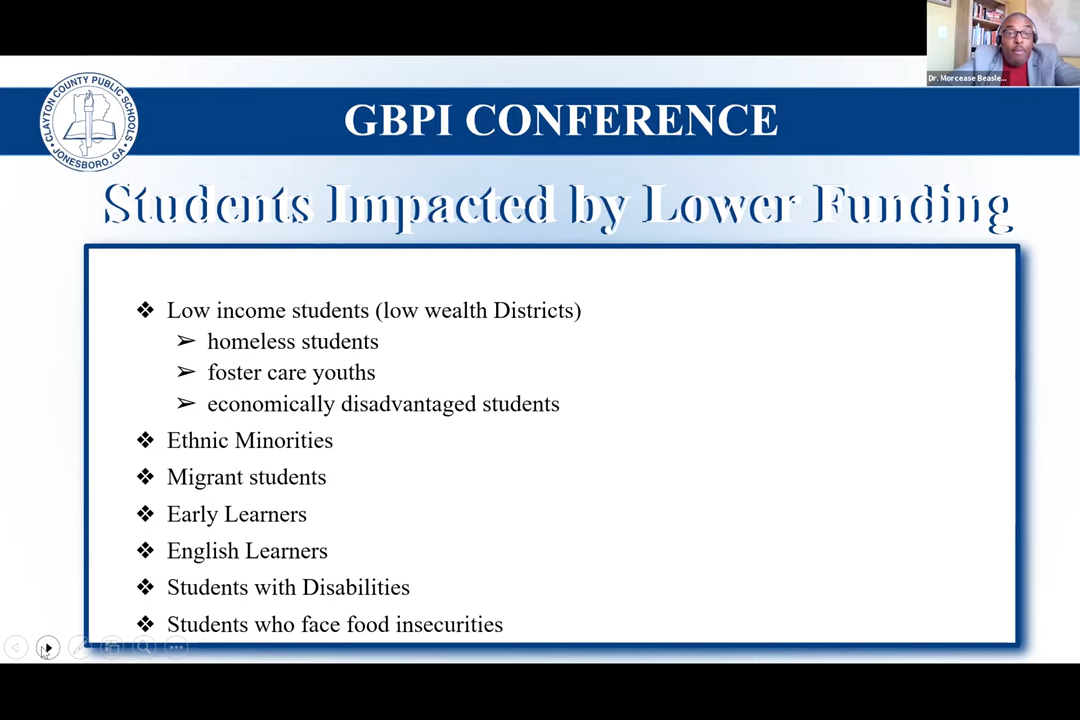 Dr. Morcease Beasle...
CLAYTON COUNTY PUBLIC SCHOOLS
JONESBORO, GA.
GBPI CONFERENCE
Students Impacted by Lower Funding
❖ Low income students (low wealth Districts)
➢ homeless students
➢ foster care youths
➢ economically disadvantaged students
❖ Ethnic Minorities
❖ Migrant students
❖ Early Learners
❖ English Learners
❖ Students with Disabilities
❖ Students who face food insecurities